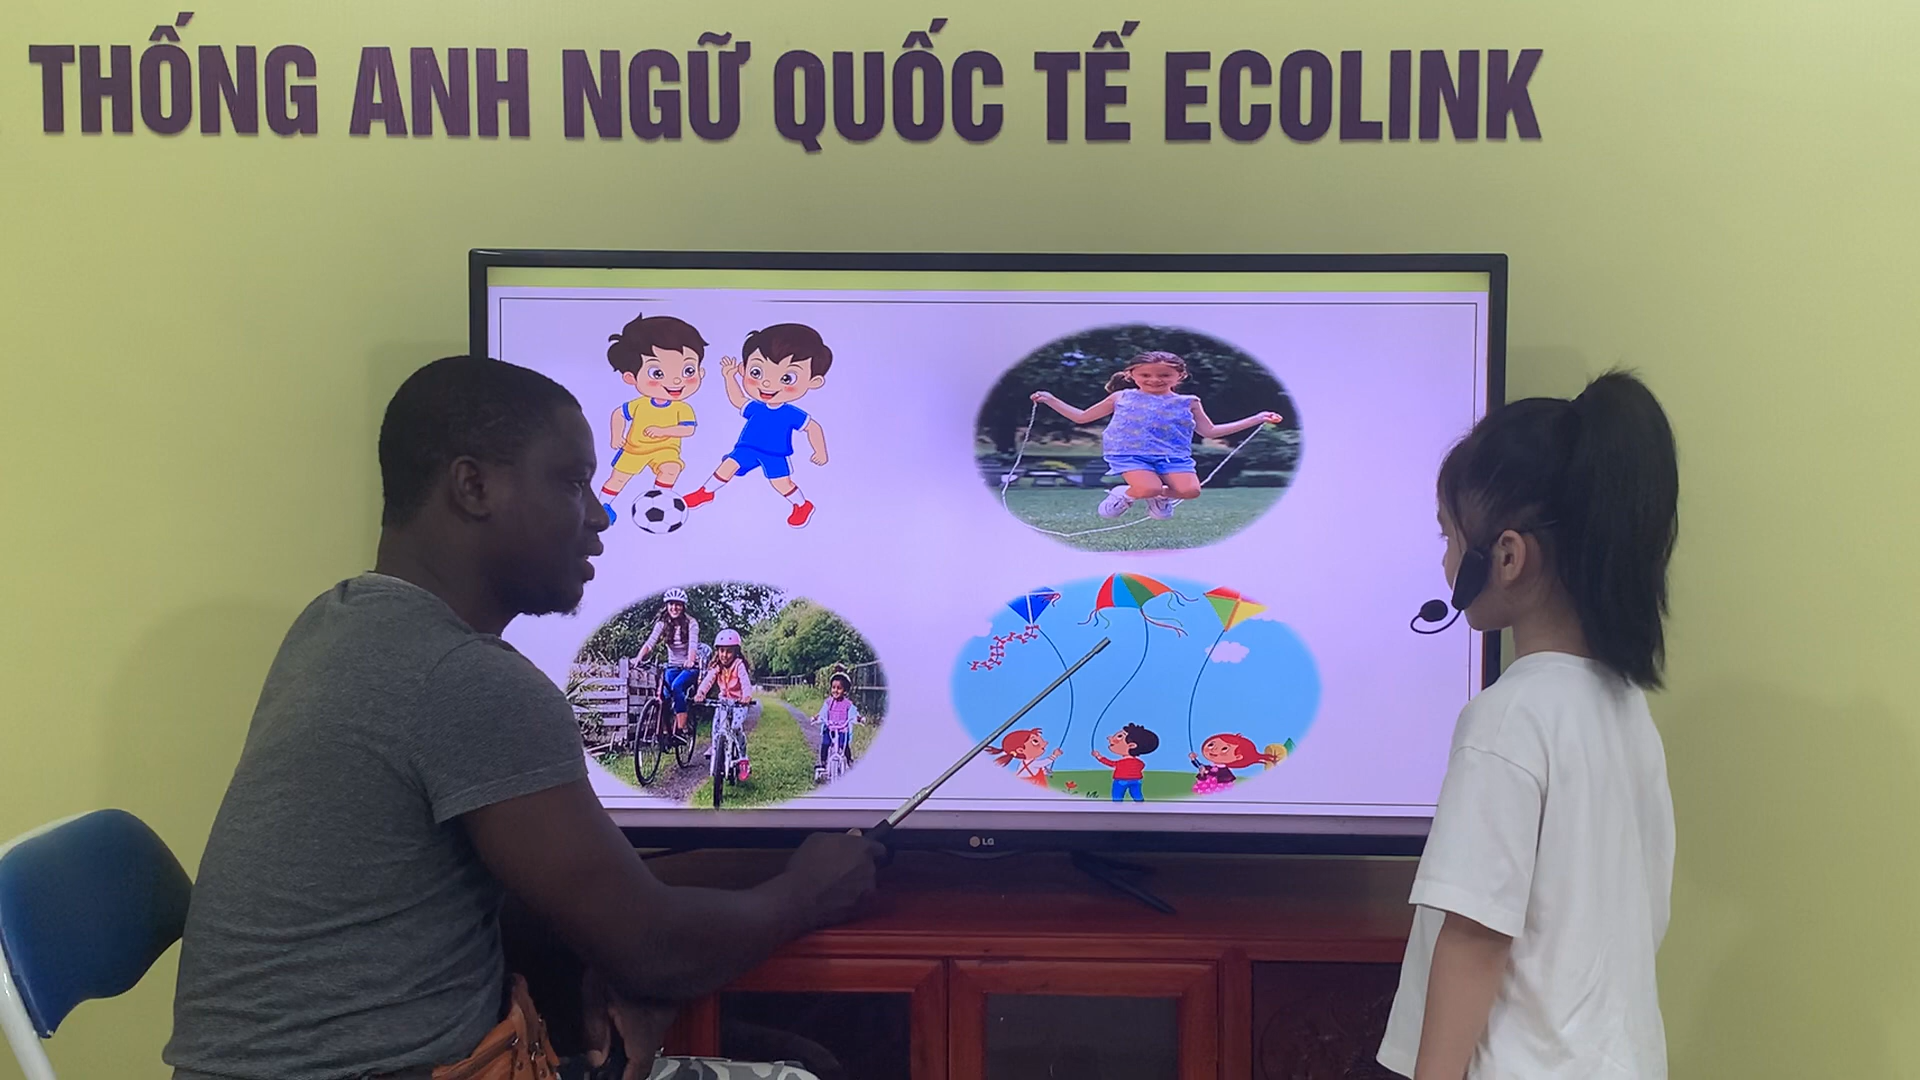 THỐNG ANH NGỮ QUỐC TẾ ECOLINK
LG